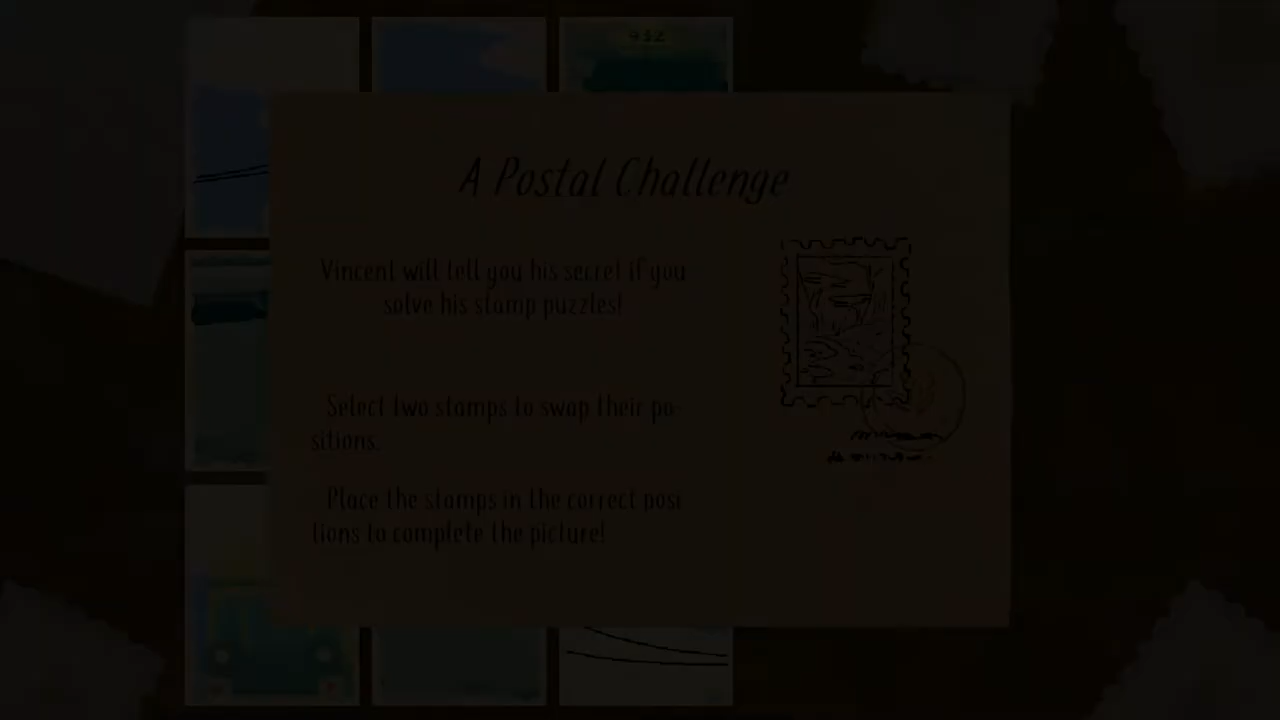 932
A Postal Challenge
Vincent will tell you his secret if you
solve his stamp puzzles!
Select two stamps to swap their po-
sitions.
Place the stamps in the correct posi
tions to complete the picture!